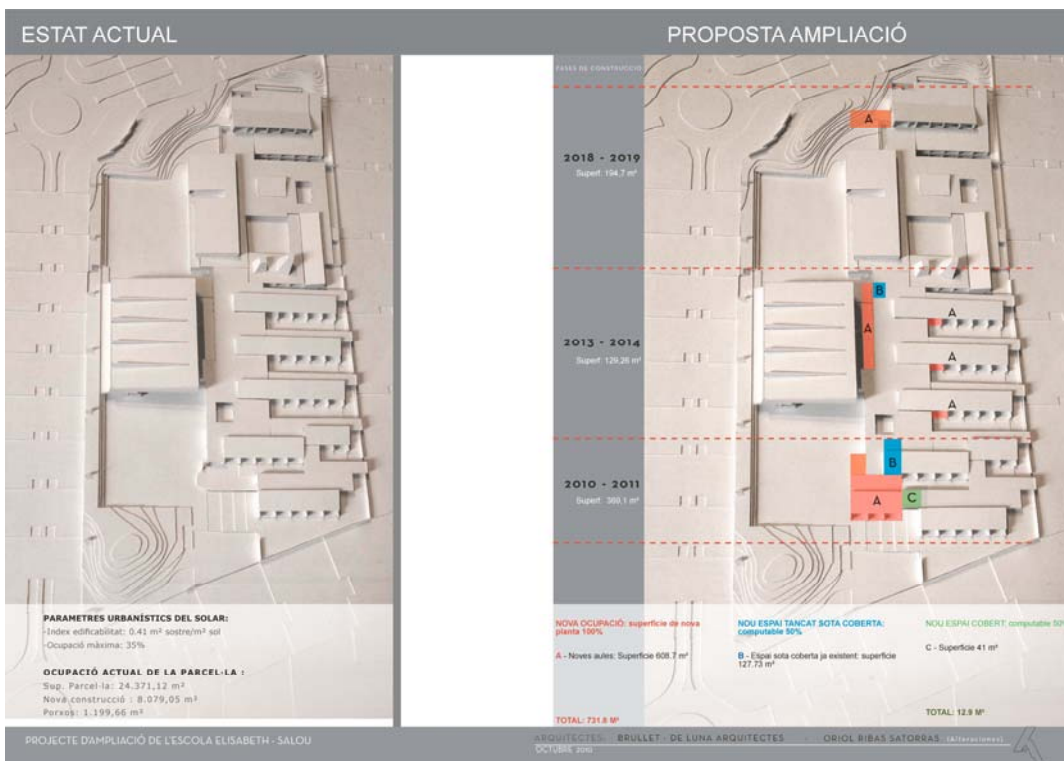 ESTAT ACTUAL
PROPOSTA AMPLIACIÓ
FASES DE CONSTRUCCIÓ
A
2018 - 2019
Superf: 194,7 m²
B
A
A
2013 - 2014
Superf: 129,26 m²
A
A
B
2010 - 2011
Superf: 369.1 m²
A
C
PARAMETRES URBANÍSTICS DEL SOLAR:
-Index edificabilitat: 0.41 m² sostre/m² sol
-Ocupació màxima: 35%
OCUPACIÓ ACTUAL DE LA PARCEL·LA :
Sup. Parcel·la: 24.371,12 m²
Nova construcció : 8.079,05 m²
Porxos: 1.199,66 m²
NOVA OCUPACIÓ: superfície de nova
planta 100%
A - Noves aules: Superfície 608.7 m²
TOTAL: 731.6 M²
NOU ESPAI TANCAT SOTA COBERTA:
computable 50%
B - Espai sota coberta ja existent: superfície
127.73 m²
NOU ESPAI COBERT: computable 50%
C - Superfície 41 m²
TOTAL: 12.9 M²
PROJECTE D'AMPLIACIÓ DE L'ESCOLA ELISABETH - SALOU
ARQUITECTES: BRULLET - DE LUNA ARQUITECTES - ORIOL RIBAS SATORRAS
OCTUBRE 2010